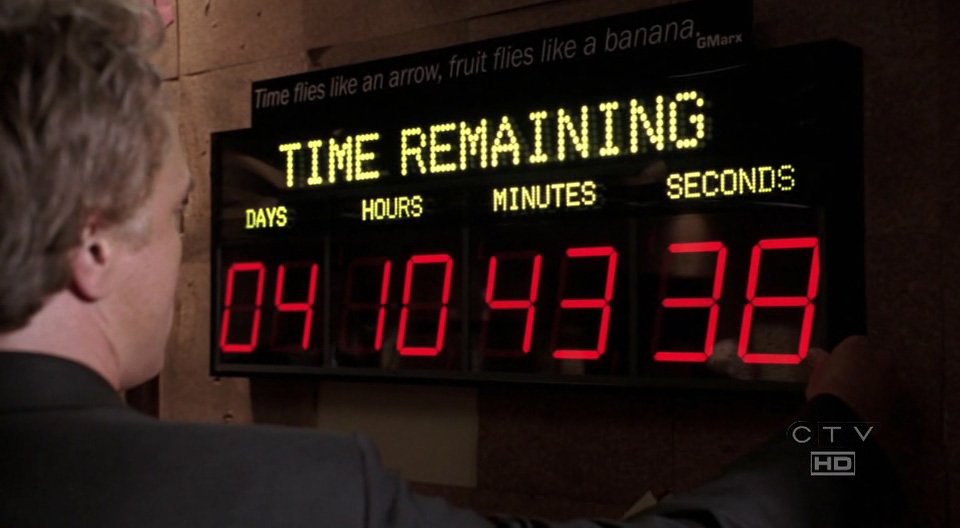 Time flies like an arrow, fruit flies like a banana.
GMarx
TIME REMAINING
DAYS HOURS MINUTES SECONDS
04 10 43 38
CTV
HD